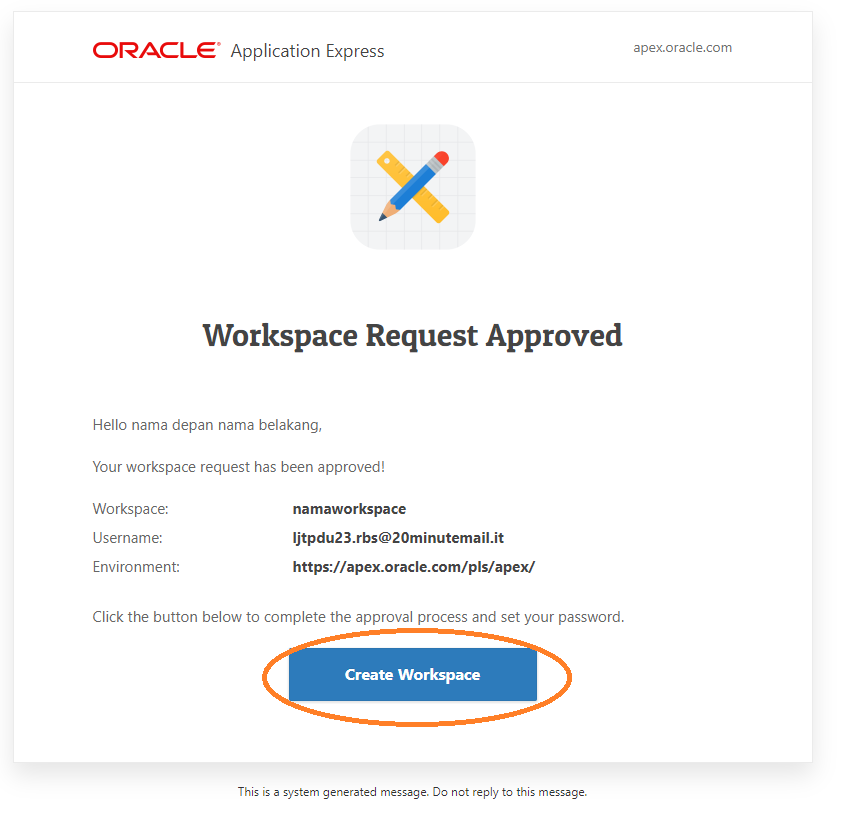 ORACLE® Application Express
apex.oracle.com
Workspace Request Approved
Hello nama depan nama belakang,
Your workspace request has been approved!
Workspace: namaworkspace
Username: ljtpdu23.rbs@20minutemail.it
Environment: https://apex.oracle.com/pls/apex/
Click the button below to complete the approval process and set your password.
Create Workspace
This is a system generated message. Do not reply to this message.